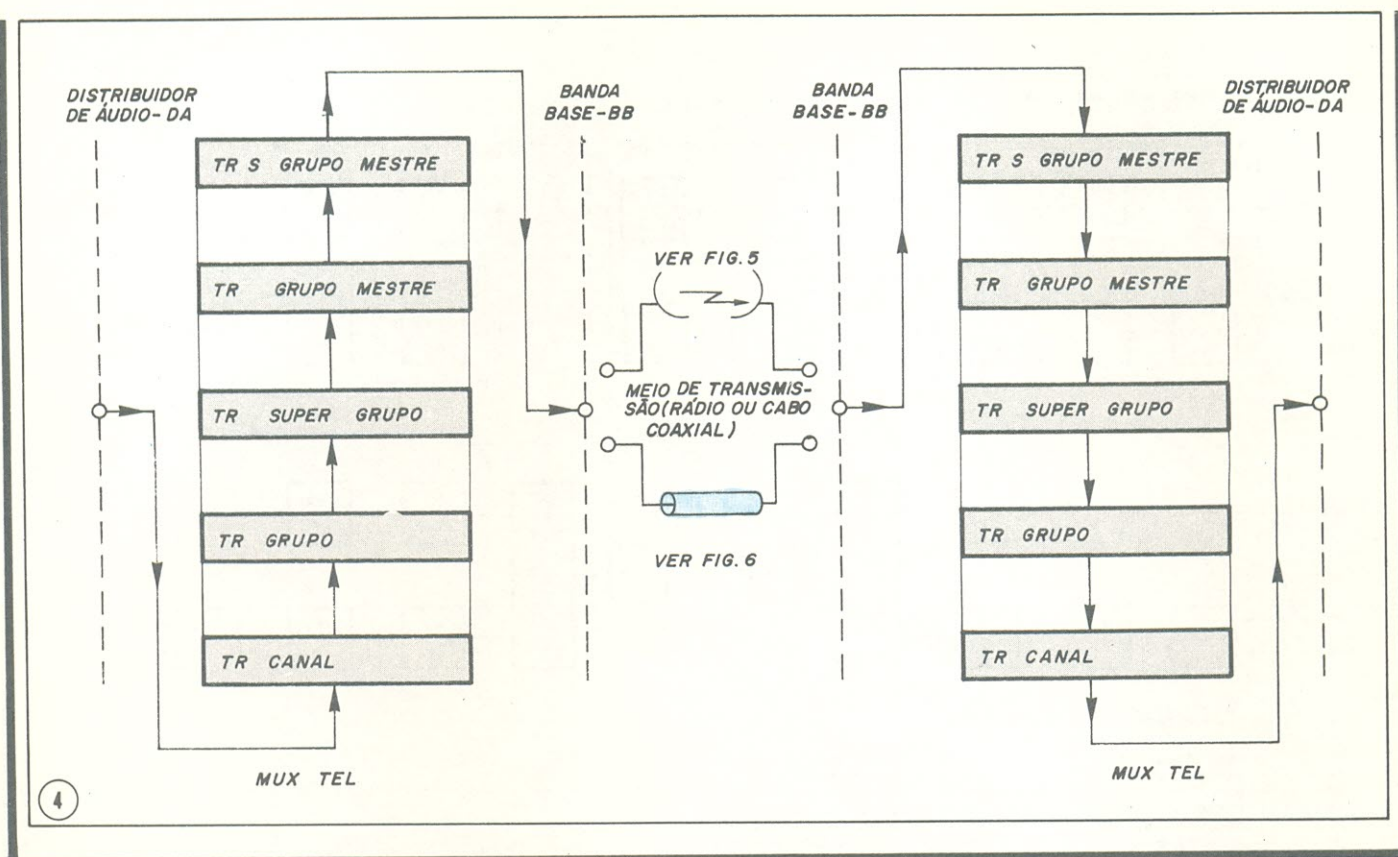 DISTRIBUIDOR
DE ÁUDIO-DA
TR S GRUPO MESTRE
TR GRUPO MESTRE
TR SUPER GRUPO
TR GRUPO
TR CANAL
MUX TEL
BANDA
BASE-BB
VER FIG. 5
MEIO DE TRANSMIS-
SÃO(RÁDIO OU CABO
COAXIAL)
VER FIG. 6
BANDA
BASE-BB
TR S GRUPO MESTRE
TR GRUPO MESTRE
TR SUPER GRUPO
TR GRUPO
TR CANAL
MUX TEL
DISTRIBUIDOR
DE ÁUDIO-DA
4